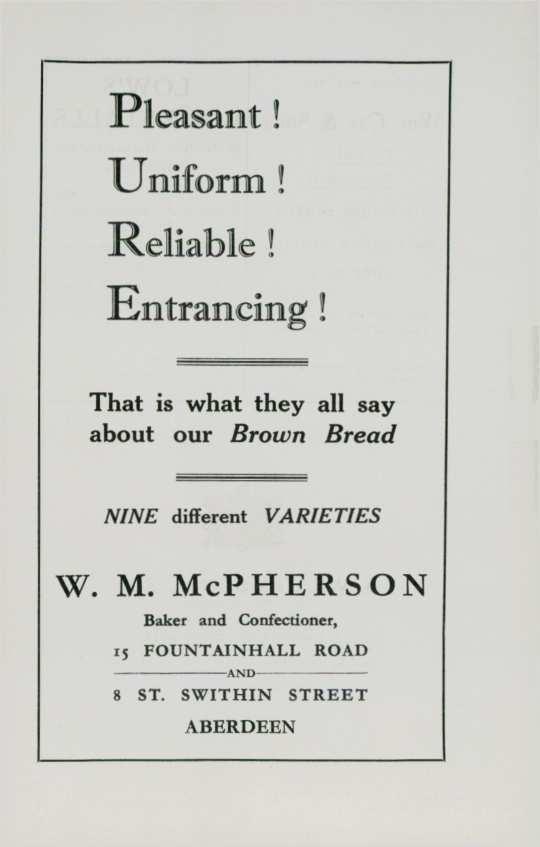 Pleasant !
Uniform !
Reliable !
Entrancing !
That is what they all say
about our Brown Bread
NINE different VARIETIES
W. M. McPHERSON
Baker and Confectioner,
15 FOUNTAINHALL ROAD
AND
8 ST. SWITHIN STREET
ABERDEEN